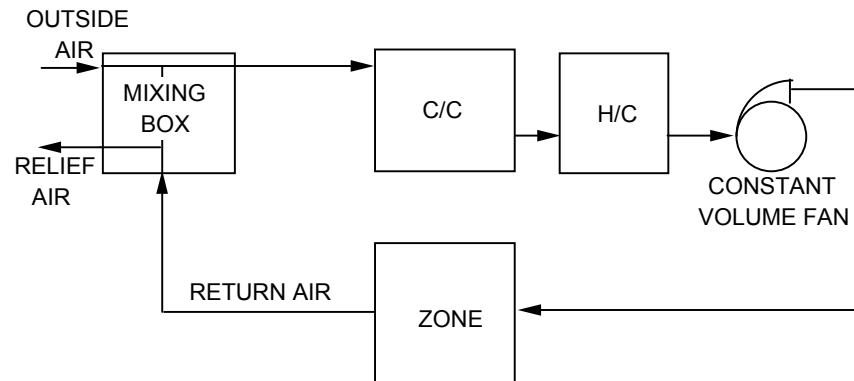 OUTSIDE
AIR
MIXING
BOX
RELIEF
AIR
C/C
H/C
CONSTANT
VOLUME FAN
RETURN AIR
ZONE